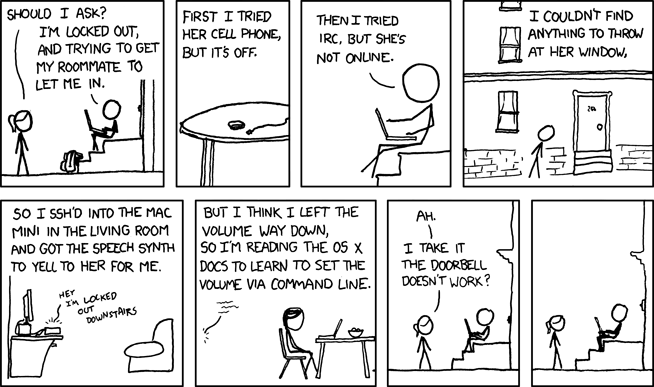 SHOULD I ASK?
I'M LOCKED OUT,
AND TRYING TO GET
MY ROOMMATE TO
LET ME IN.
FIRST I TRIED
HER CELL PHONE,
BUT IT'S OFF.
THEN I TRIED
IRC, BUT SHE'S
NOT ONLINE.
I COULDN'T FIND
ANYTHING TO THROW
AT HER WINDOW,
SO I SSH'D INTO THE MAC
MINI IN THE LIVING ROOM
AND GOT THE SPEECH SYNTH
TO YELL TO HER FOR ME.
HEY
I'M LOCKED
OUT
DOWNSTAIRS
BUT I THINK I LEFT THE
VOLUME WAY DOWN,
SO I'M READING THE OS X
DOCS TO LEARN TO SET THE
VOLUME VIA COMMAND LINE.
AH.
I TAKE IT
THE DOORBELL
DOESN'T WORK?